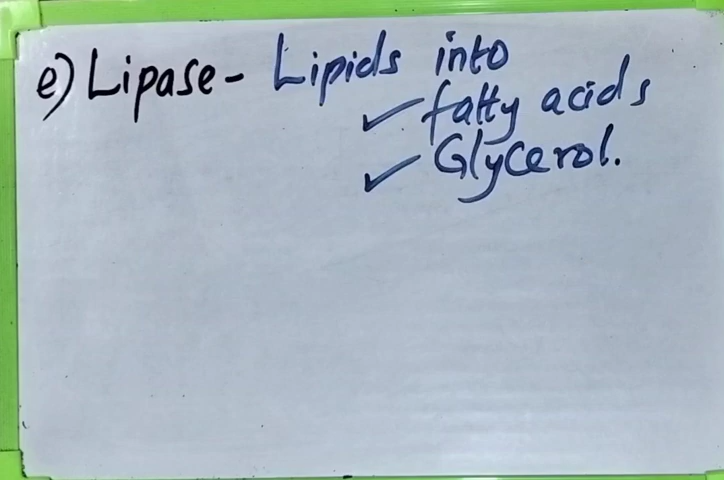 e) Lipase - Lipids into
✓ fatty acids
✓ Glycerol.